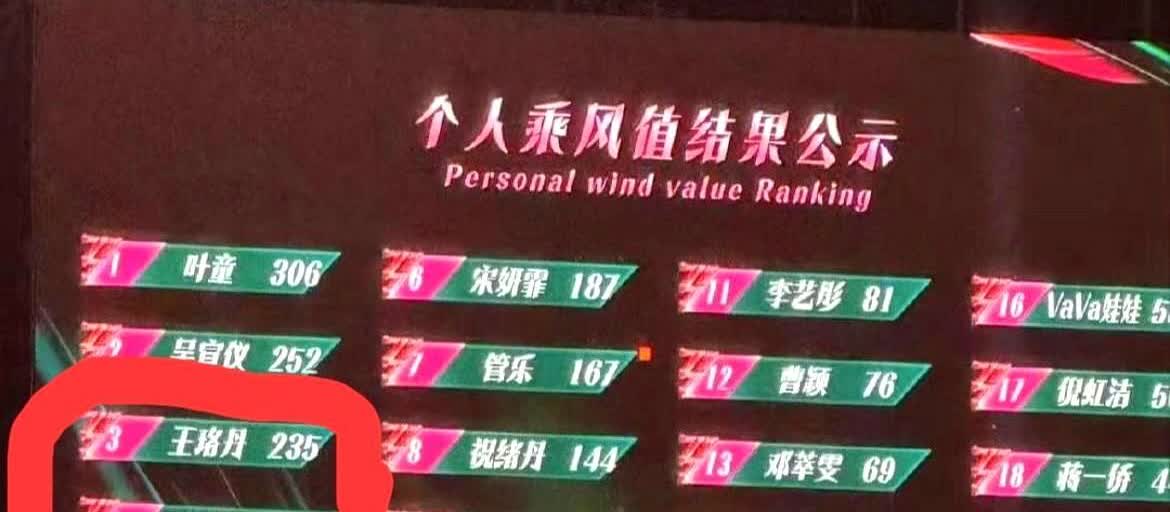 个人乘风值结果公示
Personal wind value Ranking
1 叶童 306
6 宋妍霏 187
11 李艺彤 81
16 VaVa娃娃
2 吴宣仪 252
7 管乐 167
12 曹颖 76
17 倪虹洁
3 王珞丹 235
8 祝绪丹 144
13 邓萃雯 69
18 蒋一侨